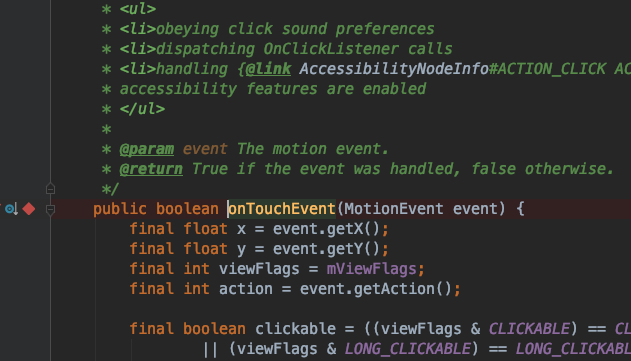 * <ul>
* <li>obeying click sound preferences
* <li>dispatching OnClickListener calls
* <li>handling {@link AccessibilityNodeInfo#ACTION_CLICK AC
* accessibility features are enabled
* </ul>
*
* @param event The motion event.
* @return True if the event was handled, false otherwise.
*/
public boolean onTouchEvent(MotionEvent event) {
final float x = event.getX();
final float y = event.getY();
final int viewFlags = mViewFlags;
final int action = event.getAction();
final boolean clickable = ((viewFlags & CLICKABLE) == CL
|| (viewFlags & LONG_CLICKABLE) == LONG_CLICKABL